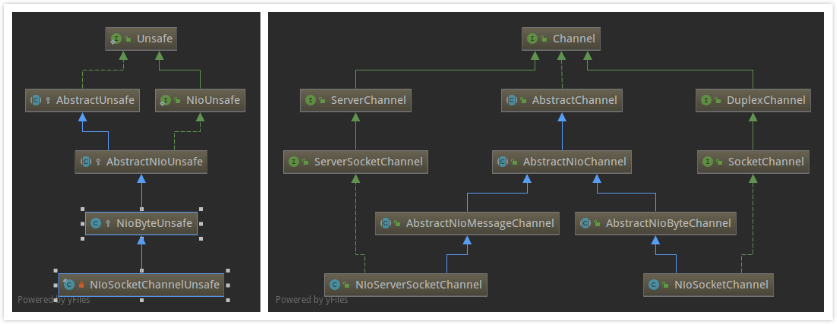 Unsafe
AbstractUnsafe
NioUnsafe
AbstractNioUnsafe
NioByteUnsafe
NioSocketChannelUnsafe
Powered by yFiles
Channel
ServerChannel
AbstractChannel
DuplexChannel
ServerSocketChannel
AbstractNioChannel
SocketChannel
AbstractNioMessageChannel
AbstractNioByteChannel
NioServerSocketChannel
NioSocketChannel
Powered by yFiles